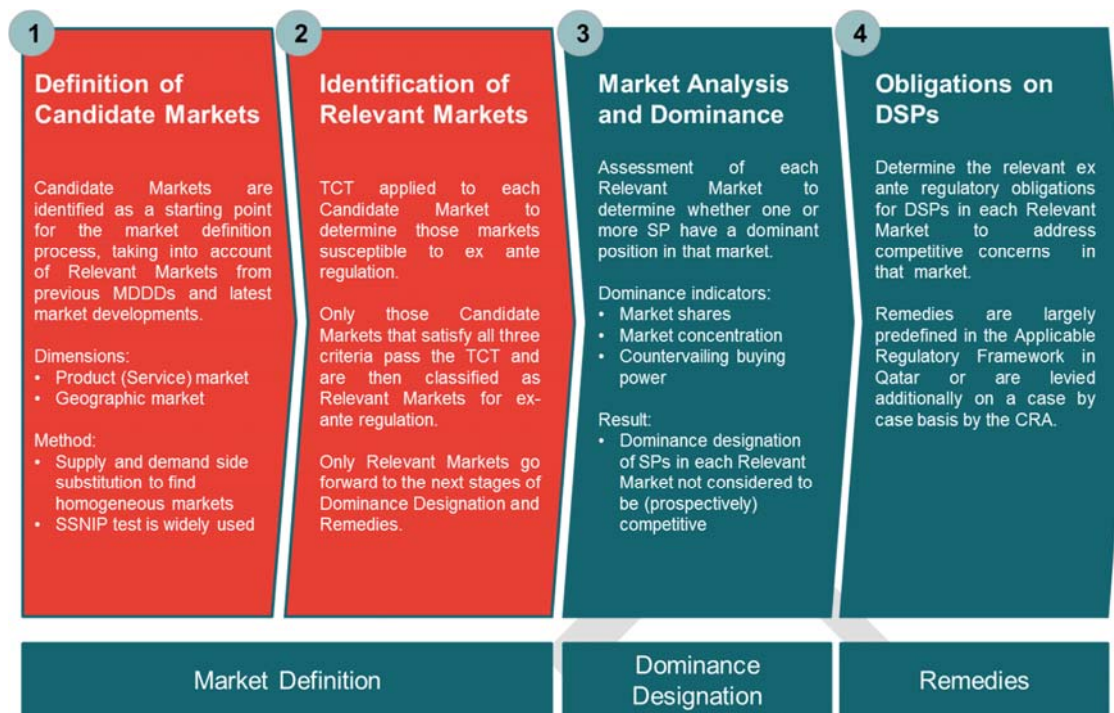 1
Definition of
Candidate Markets
Candidate Markets are
identified as a starting point
for the market definition
process, taking into account
of Relevant Markets from
previous MDDDs and latest
market developments.
Dimensions:
• Product (Service) market
• Geographic market
Method:
• Supply and demand side
substitution to find
homogeneous markets
• SSNIP test is widely used
2
Identification of
Relevant Markets
TCT applied to each
Candidate Market to
determine those markets
susceptible to ex ante
regulation.
Only those Candidate
Markets that satisfy all three
criteria pass the TCT and
are then classified as
Relevant Markets for ex-
ante regulation.
Only Relevant Markets go
forward to the next stages of
Dominance Designation and
Remedies.
3
Market Analysis
and Dominance
Assessment of each
Relevant Market to
determine whether one or
more SP have a dominant
position in that market.
Dominance indicators:
• Market shares
• Market concentration
• Countervailing buying
power
Result:
• Dominance designation
of SPs in each Relevant
Market not considered to
be (prospectively)
competitive
4
Obligations on
DSPs
Determine the relevant ex
ante regulatory obligations
for DSPs in each Relevant
Market to address
competitive concerns in
that market.
Remedies are largely
predefined in the Applicable
Regulatory Framework in
Qatar or are levied
additionally on a case by
case basis by the CRA.
Market Definition
Dominance
Designation
Remedies